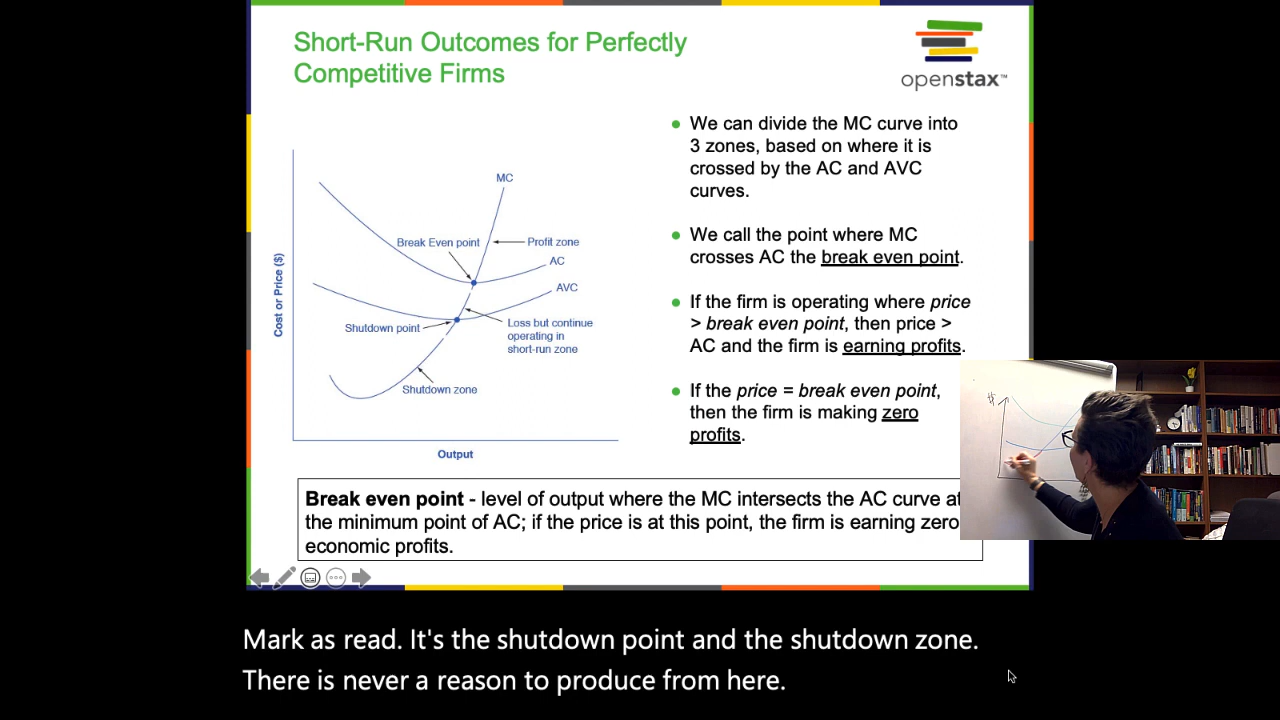 Short-Run Outcomes for Perfectly
Competitive Firms
openstax™
MC
Break Even point
Profit zone
AC
AVC
Shutdown point
Loss but continue
operating in
short-run zone
Shutdown zone
Cost or Price ($)
Output
We can divide the MC curve into
3 zones, based on where it is
crossed by the AC and AVC
curves.
We call the point where MC
crosses AC the break even point.
If the firm is operating where price
> break even point, then price >
AC and the firm is earning profits.
If the price = break even point,
then the firm is making zero
profits.
Break even point - level of output where the MC intersects the AC curve at
the minimum point of AC; if the price is at this point, the firm is earning zero
economic profits.
Mark as read. It's the shutdown point and the shutdown zone.
There is never a reason to produce from here.